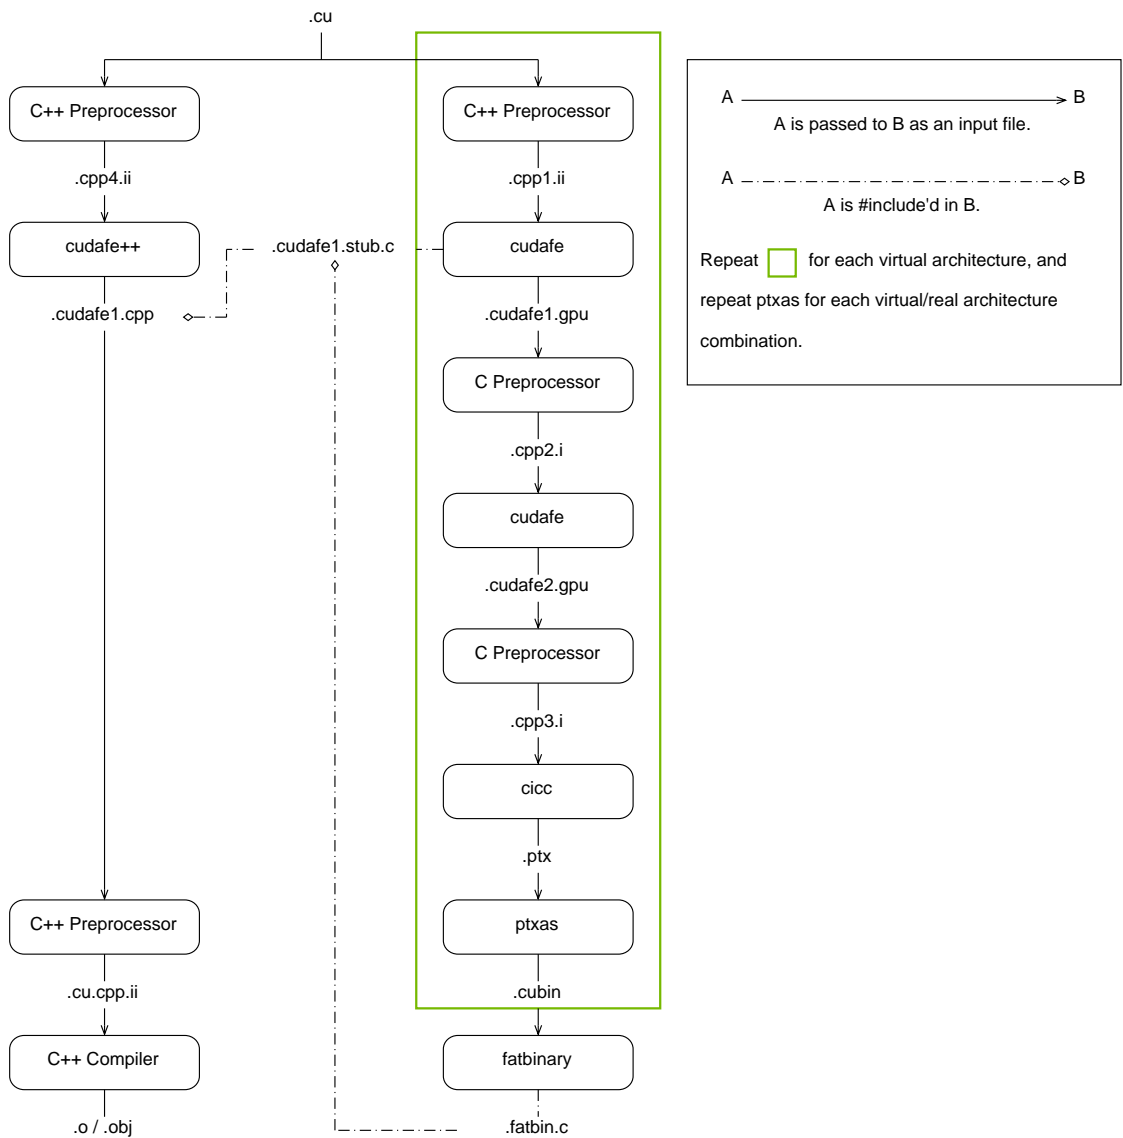 .cu
C++ Preprocessor
C++ Preprocessor
A
B
A is passed to B as an input file.
.cpp4.ii
.cpp1.ii
A
B
A is #include'd in B.
cudafe++
.cudafe1.stub.c
cudafe
Repeat for each virtual architecture, and
repeat ptxas for each virtual/real architecture
combination.
.cudafe1.cpp
.cudafe1.gpu
C Preprocessor
.cpp2.i
cudafe
.cudafe2.gpu
C Preprocessor
.cpp3.i
cicc
.ptx
C++ Preprocessor
ptxas
.cu.cpp.ii
.cubin
C++ Compiler
fatbinary
.o / .obj
.fatbin.c